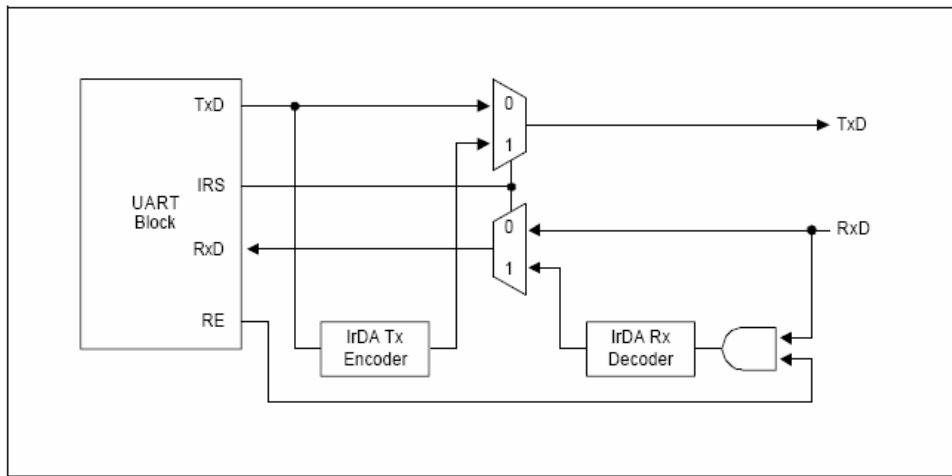 TxD
0
TxD
1
IRS
UART
Block
0
RxD
RxD
1
RE
IrDA Tx
Encoder
IrDA Rx
Decoder